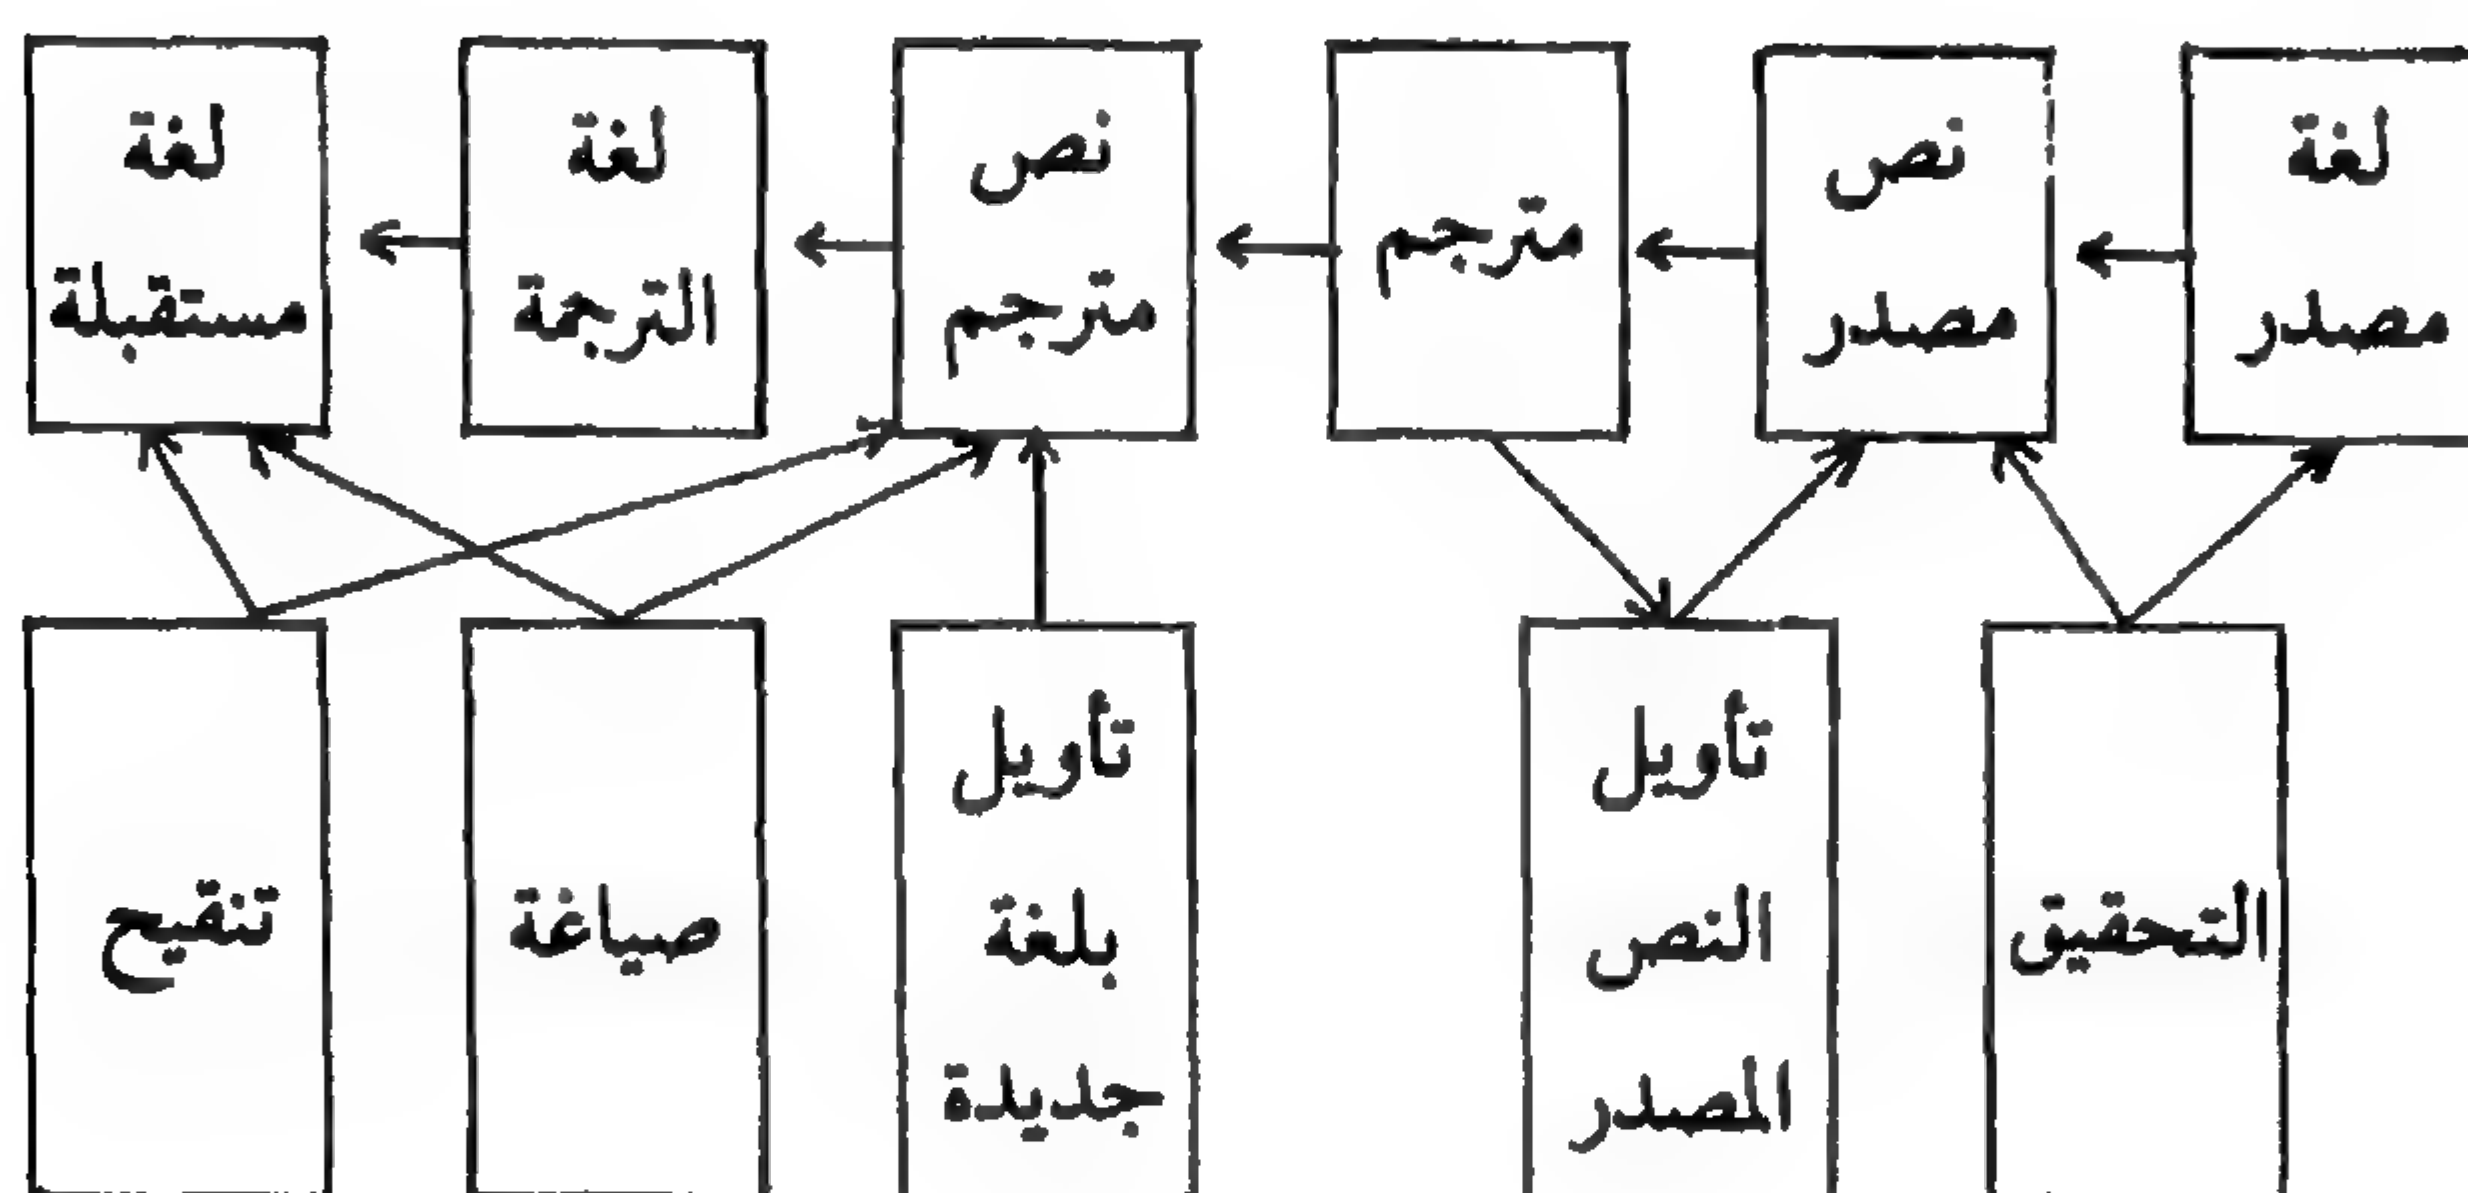 لغة
مصدر
نص
مصدر
مترجم
نص
مترجم
لغة
الترجمة
لغة
مستقبلة
التحقيق
تأويل
النص
المصدر
تأويل
بلغة
جديدة
صياغة
تنقيح